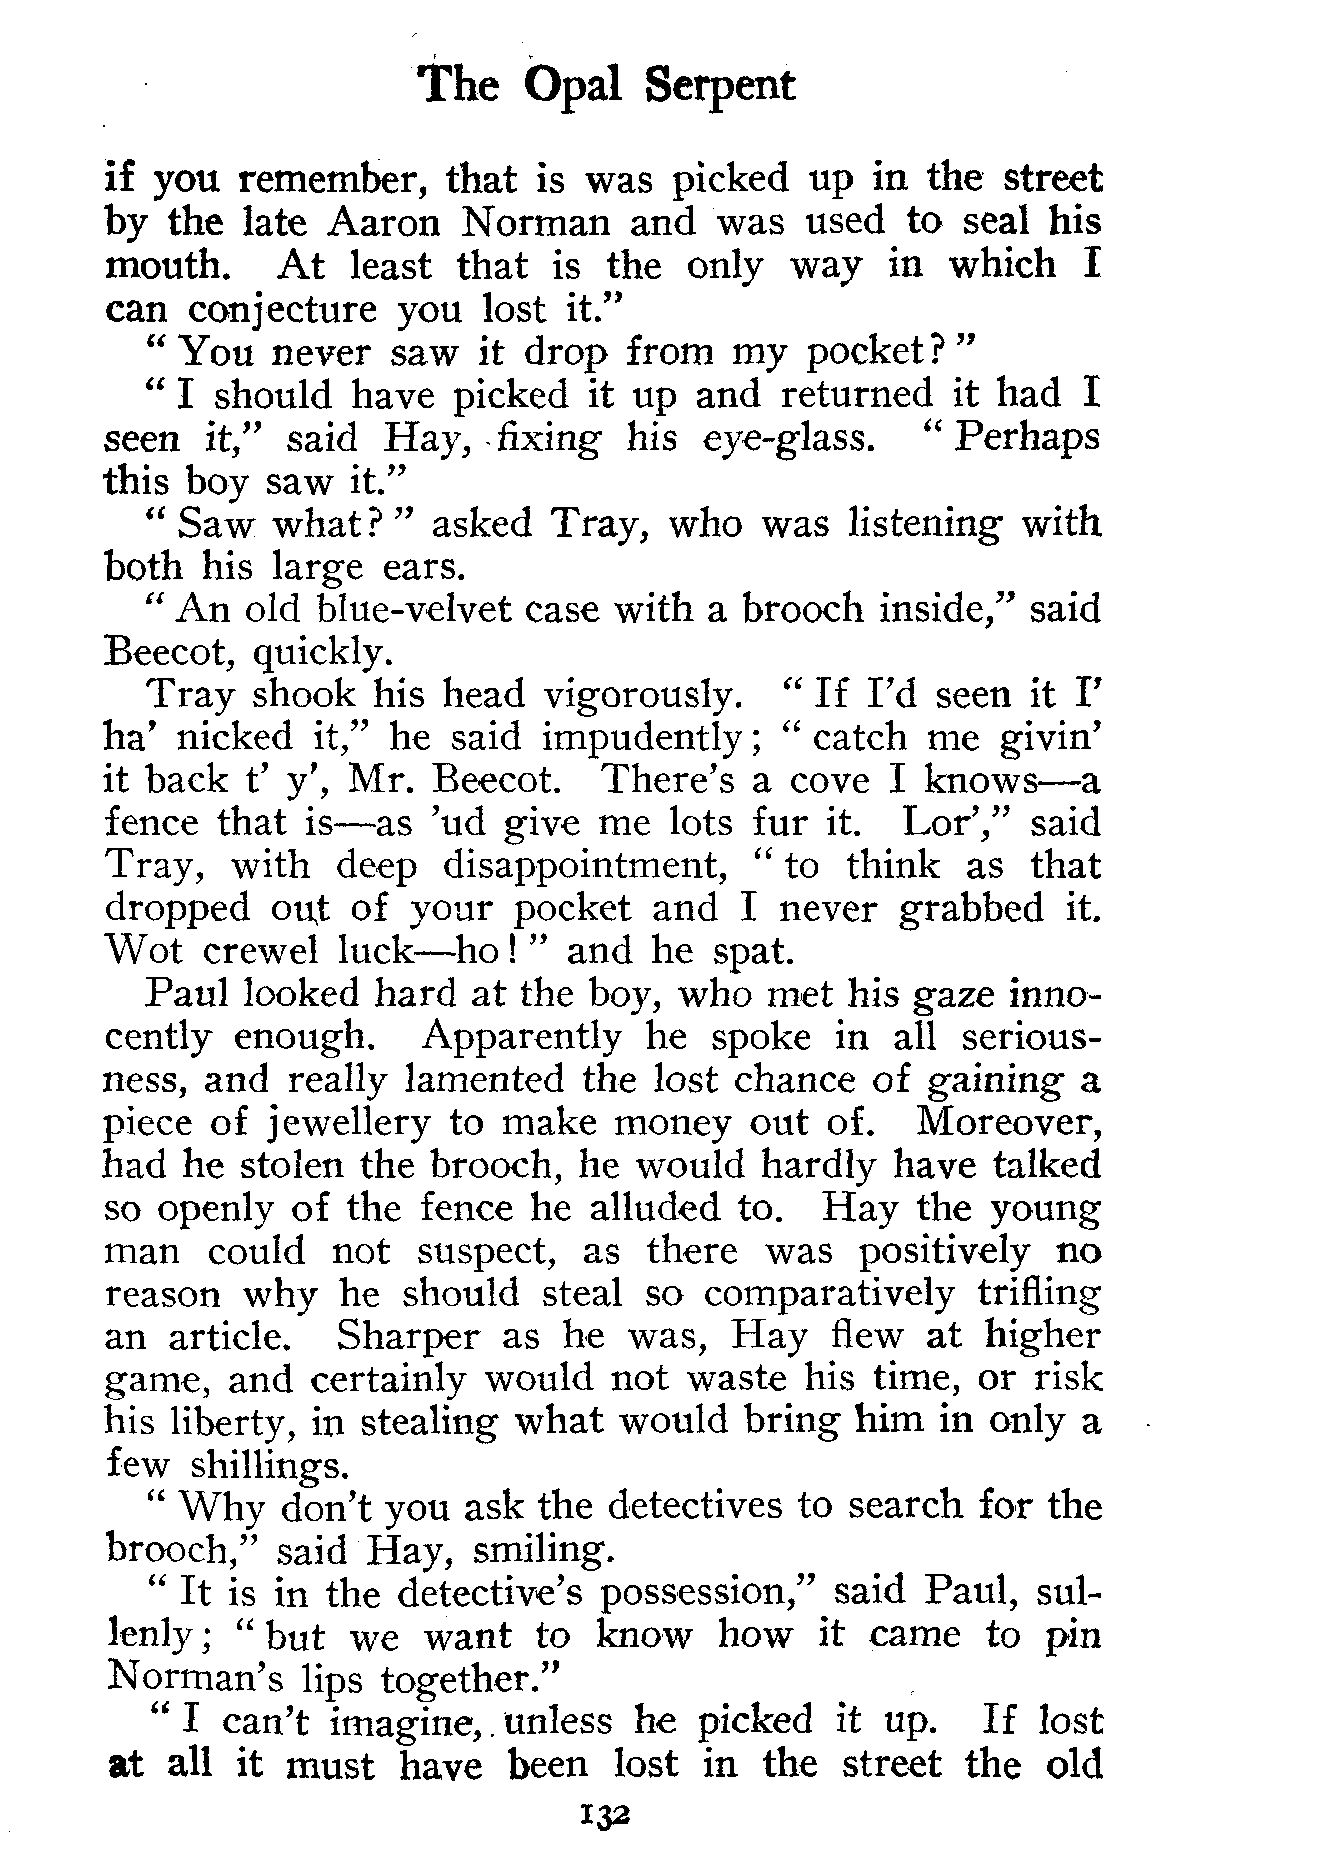 The Opal Serpent
if you remember, that is was picked up in the street
by the late Aaron Norman and was used to seal his
mouth. At least that is the only way in which I
can conjecture you lost it."
" You never saw it drop from my pocket? "
" I should have picked it up and returned it had I
seen it," said Hay, fixing his eye-glass. " Perhaps
this boy saw it."
" Saw what? " asked Tray, who was listening with
both his large ears.
" An old blue-velvet case with a brooch inside," said
Beecot, quickly.
Tray shook his head vigorously. " If I'd seen it I'
ha' nicked it," he said impudently; " catch me givin'
it back t' y', Mr. Beecot. There's a cove I knows—a
fence that is—as 'ud give me lots fur it. Lor'," said
Tray, with deep disappointment, " to think as that
dropped out of your pocket and I never grabbed it.
Wot crewel luck—ho! " and he spat.
Paul looked hard at the boy, who met his gaze inno-
cently enough. Apparently he spoke in all serious-
ness, and really lamented the lost chance of gaining a
piece of jewellery to make money out of. Moreover,
had he stolen the brooch, he would hardly have talked
so openly of the fence he alluded to. Hay the young
man could not suspect, as there was positively no
reason why he should steal so comparatively trifling
an article. Sharper as he was, Hay flew at higher
game, and certainly would not waste his time, or risk
his liberty, in stealing what would bring him in only a
few shillings.
" Why don't you ask the detectives to search for the
brooch," said Hay, smiling.
" It is in the detective's possession," said Paul, sul-
lenly; " but we want to know how it came to pin
Norman's lips together."
" I can't imagine, unless he picked it up. If lost
at all it must have been lost in the street the old
132